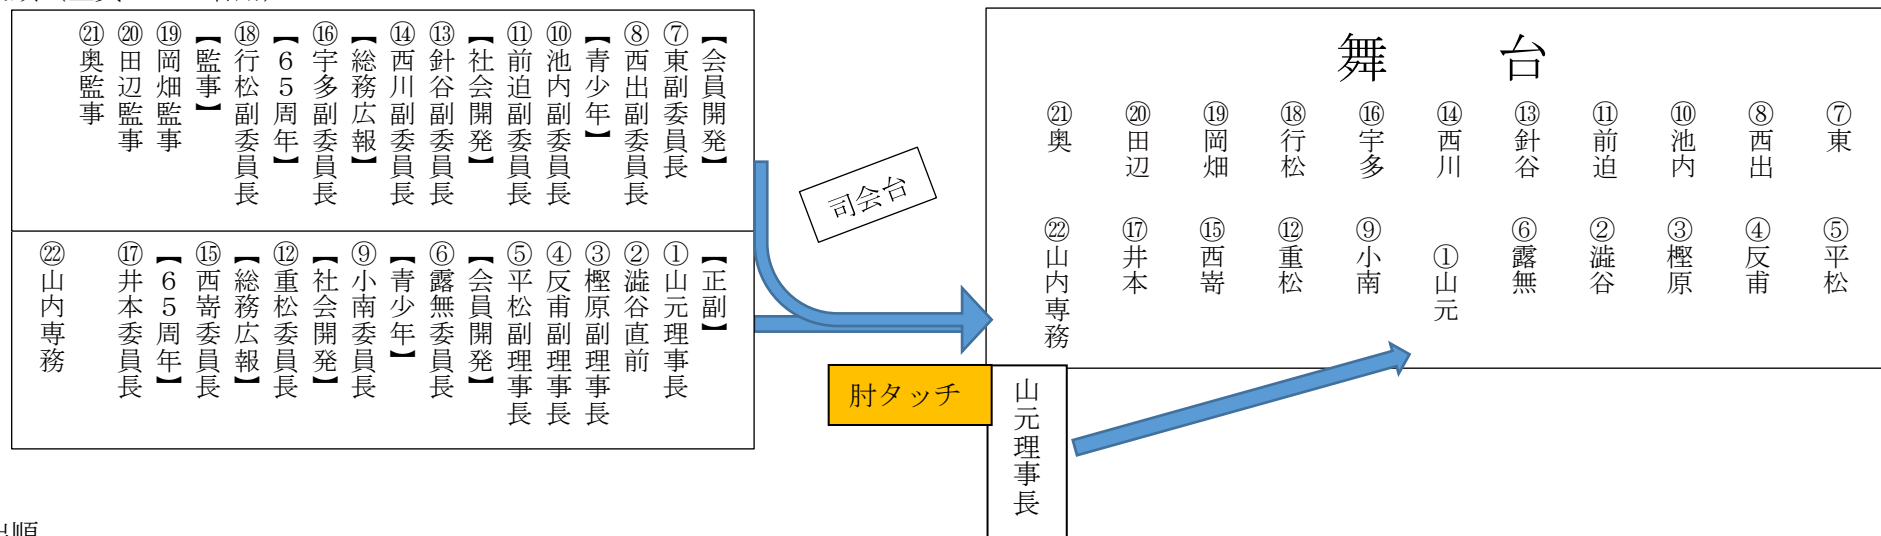 【会員開発】
⑦東副委員長
⑧西出副委員長
【青少年】
⑩池内副委員長
⑪前迫副委員長
【社会開発】
⑬針谷副委員長
⑭西川副委員長
【総務広報】
⑯宇多副委員長
【６５周年】
⑱行松副委員長
【監事】
⑲岡畑監事
⑳田辺監事
㉑奥監事
【正副】
①山元理事長
②澁谷直前
③樫原副理事長
④反甫副理事長
⑤平松副理事長
【会員開発】
⑥露無委員長
【青少年】
⑨小南委員長
【社会開発】
⑫重松委員長
【総務広報】
⑮西嵜委員長
【６５周年】
⑰井本委員長
㉒山内専務
司会台
肘タッチ
山元理事長
舞台
⑦東
⑧西出
⑩池内
⑪前迫
⑬針谷
⑭西川
⑯宇多
⑱行松
⑲岡畑
⑳田辺
㉑奥
⑤平松
④反甫
③樫原
②澁谷
⑥露無
①山元
⑨小南
⑫重松
⑮西嵜
⑰井本
㉒山内専務